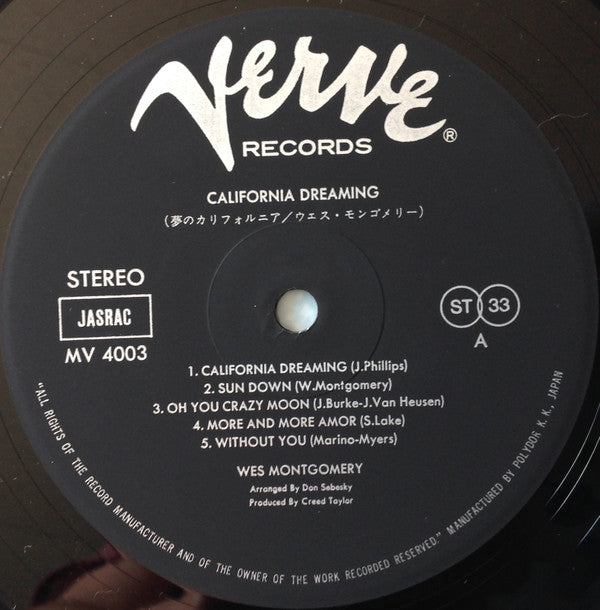 Verve
®
RECORDS
CALIFORNIA DREAMING
(夢のカリフォルニア/ウエス・モンゴメリー)
STEREO
JASRAC
MV 4003
ST 33
A
1. CALIFORNIA DREAMING (J.Phillips)
2. SUN DOWN (W.Montgomery)
3. OH YOU CRAZY MOON (J.Burke-J.Van Heusen)
4. MORE AND MORE AMOR (S.Lake)
5. WITHOUT YOU (Marino-Myers)
WES MONTGOMERY
Arranged By Don Sebesky
Produced By Creed Taylor
"ALL RIGHTS OF THE RECORD MANUFACTURER AND OF THE OWNER OF THE WORK RECORDED RESERVED." MANUFACTURED BY POLYDOR K. K., JAPAN